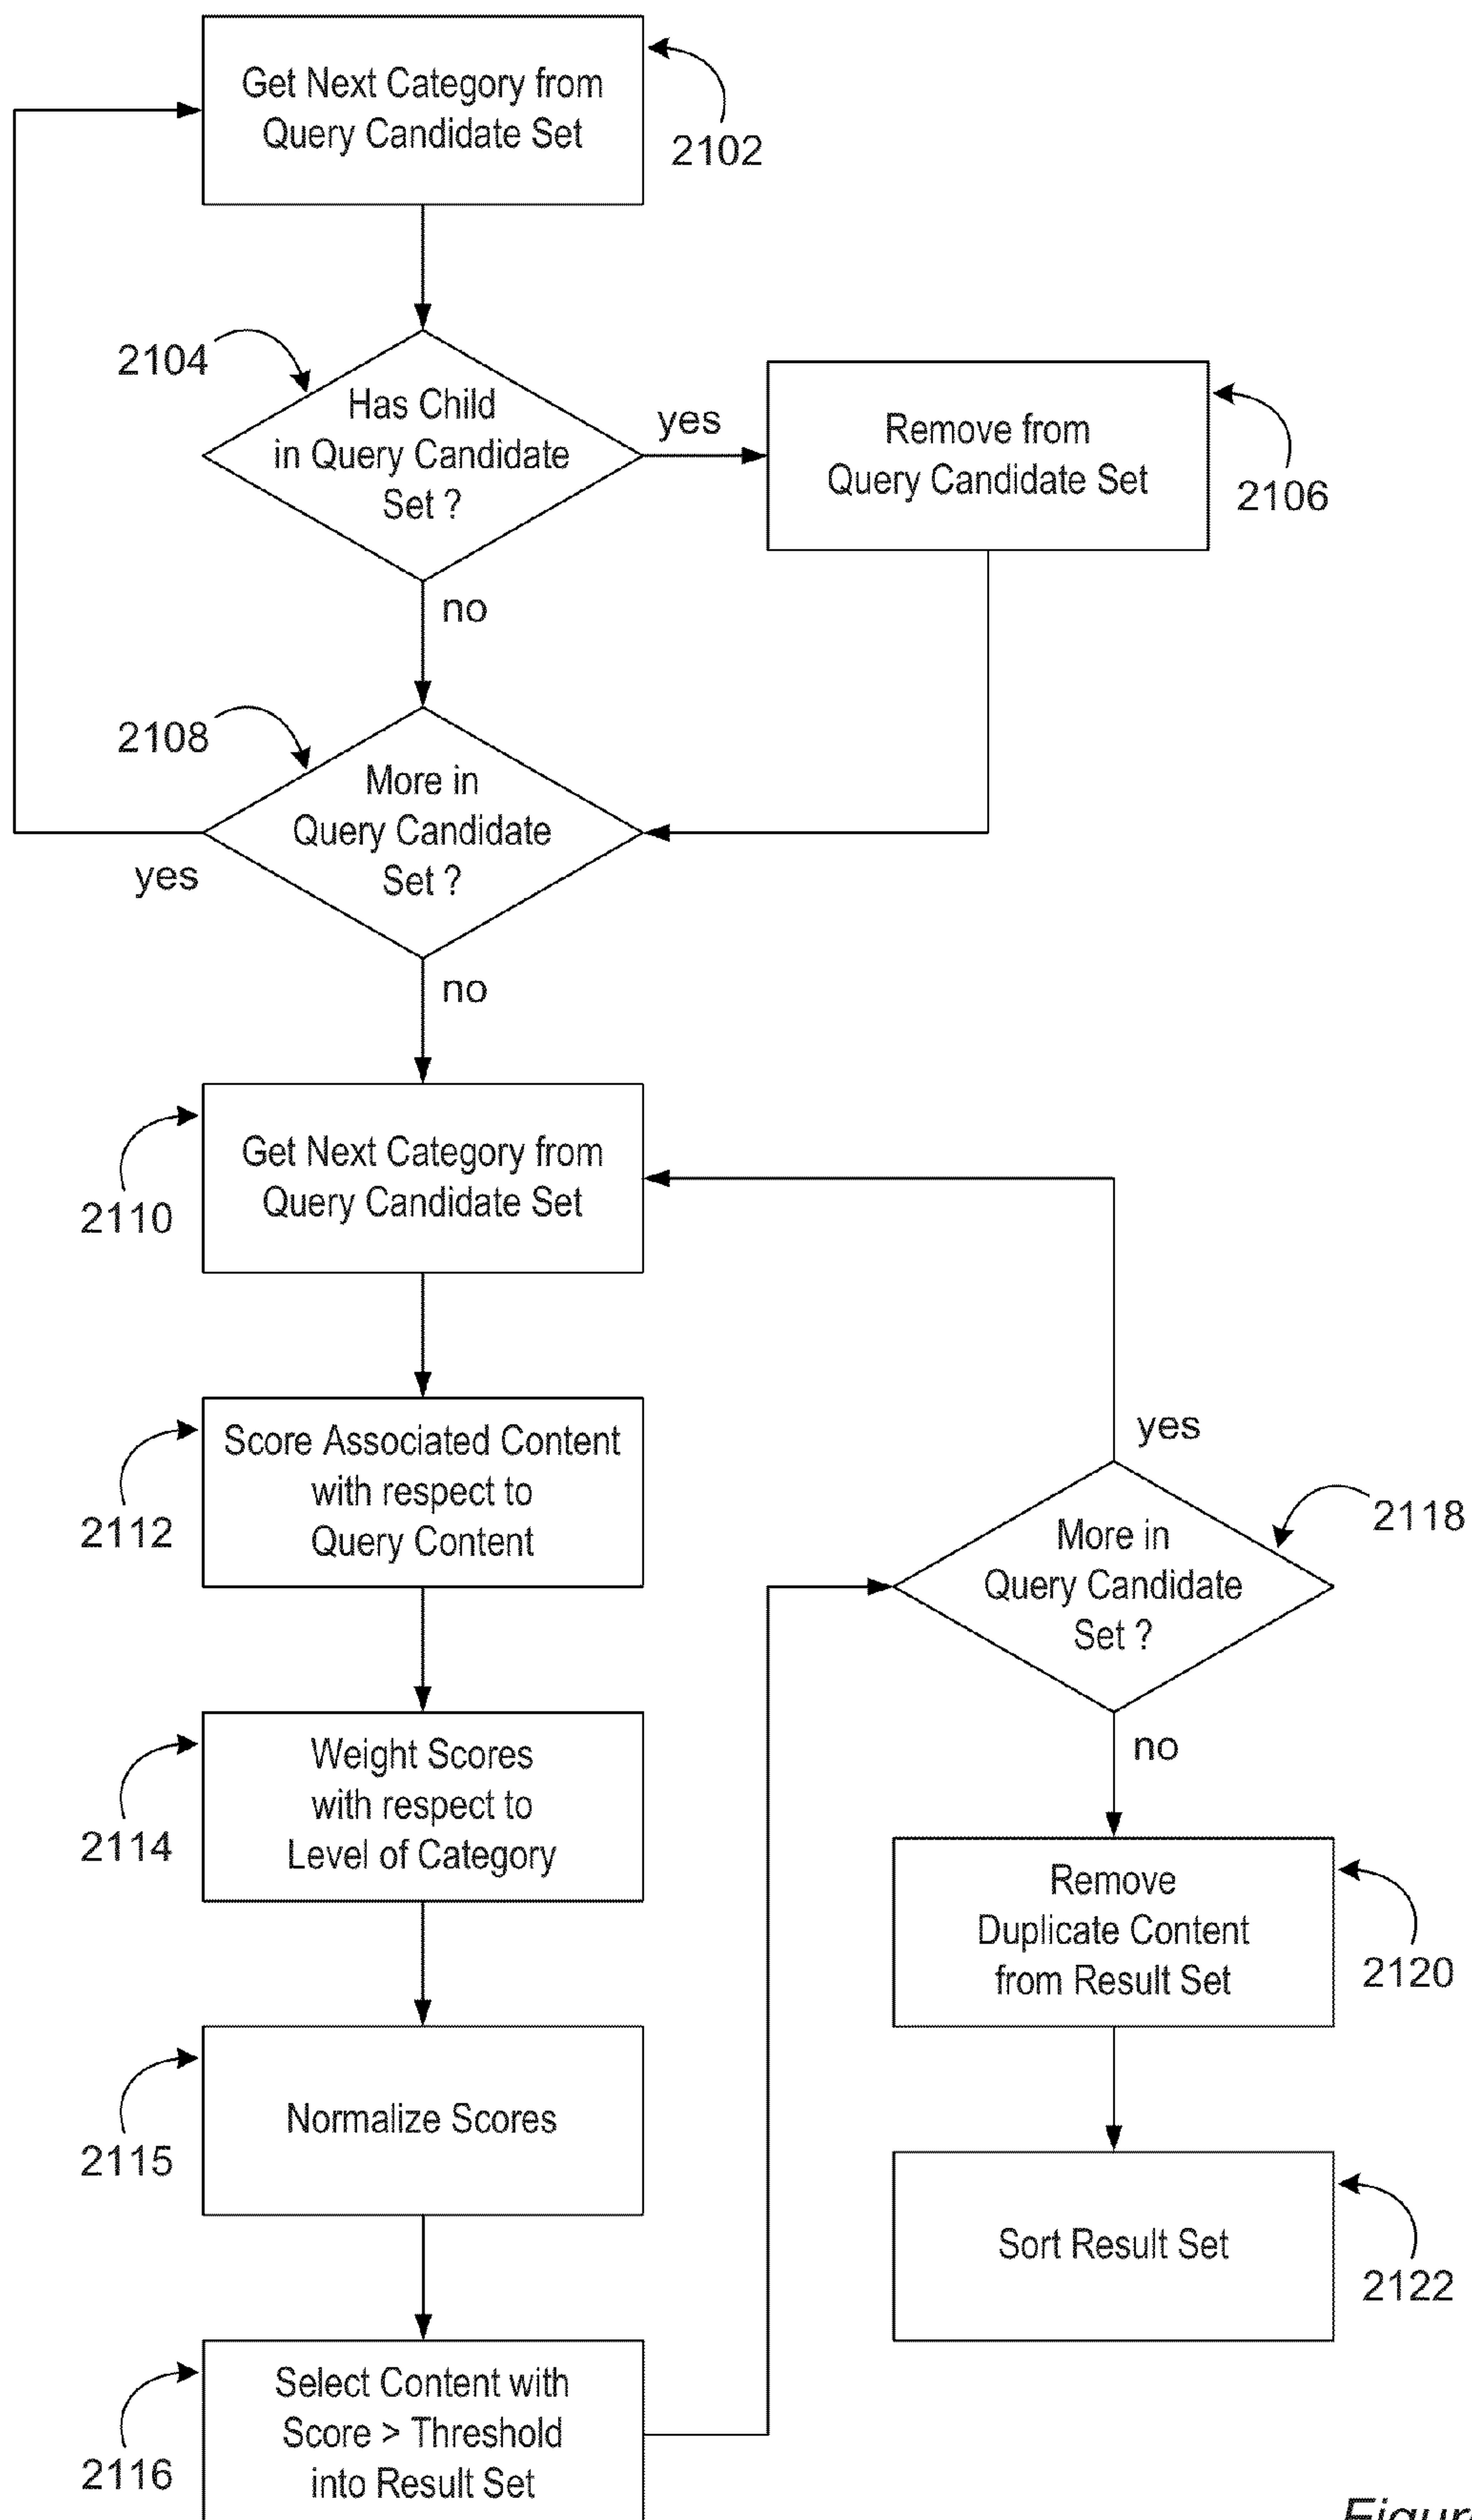 Get Next Category from
Query Candidate Set
2102
2104
Has Child
in Query Candidate
Set ?
yes
Remove from
Query Candidate Set
2106
no
2108
More in
Query Candidate
Set ?
yes
no
Get Next Category from
Query Candidate Set
2110
Score Associated Content
with respect to
Query Content
2112
yes
More in
Query Candidate
Set ?
2118
Weight Scores
with respect to
Level of Category
2114
no
Remove
Duplicate Content
from Result Set
2120
Normalize Scores
2115
Sort Result Set
2122
Select Content with
Score > Threshold
into Result Set
2116